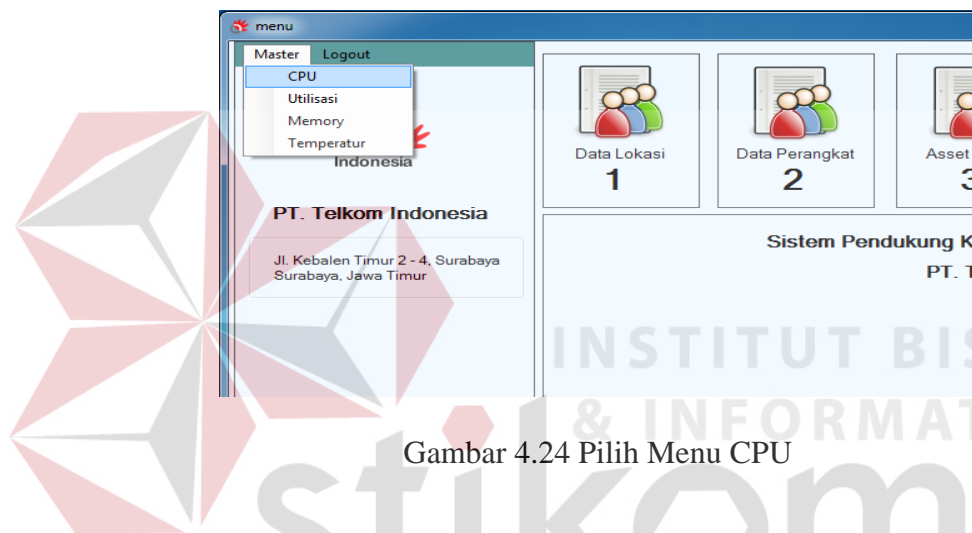 menu
Master Logout
CPU
Utilisasi
Memory
Temperatur
Indonesia
PT. Telkom Indonesia
Jl. Kebalen Timur 2 - 4, Surabaya
Surabaya, Jawa Timur
Data Lokasi
1
Data Perangkat
2
Asset
3
Sistem Pendukung K
PT. T
INSTITUT BIS
& INFORMAT
stikom
Gambar 4.24 Pilih Menu CPU